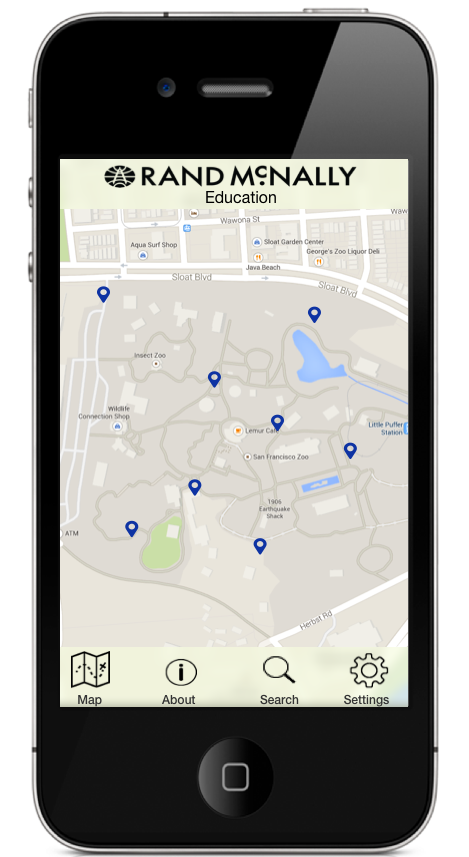 RAND McNALLY
Education
Wawona St
Waw
Aqua Surf Shop
Sloat Garden Center
George's Zoo Liquor Deli
Java Beach
Sloat Blvd
Sloat Blvd
Insect Zoo
Wildlife
Connection Shop
Lemur Cafe
Little Puffer
Station
San Francisco Zoo
1906
Earthquake
Shack
ATM
Herbst Rd
Map
About
Search
Settings